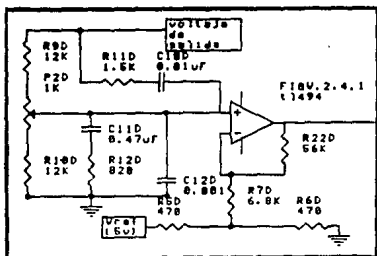 voltaje
de
salida
R9D
12K
R11D
1.5K
C10D
0.01uF
P2D
1K
FIGV.2.4.1
tl494
C11D
0.47uF
R22D
56K
R10D
12K
R12D
820
C12D
0.001
R7D
6.8K
R6D
470
Vref
(5v)
R5D
470